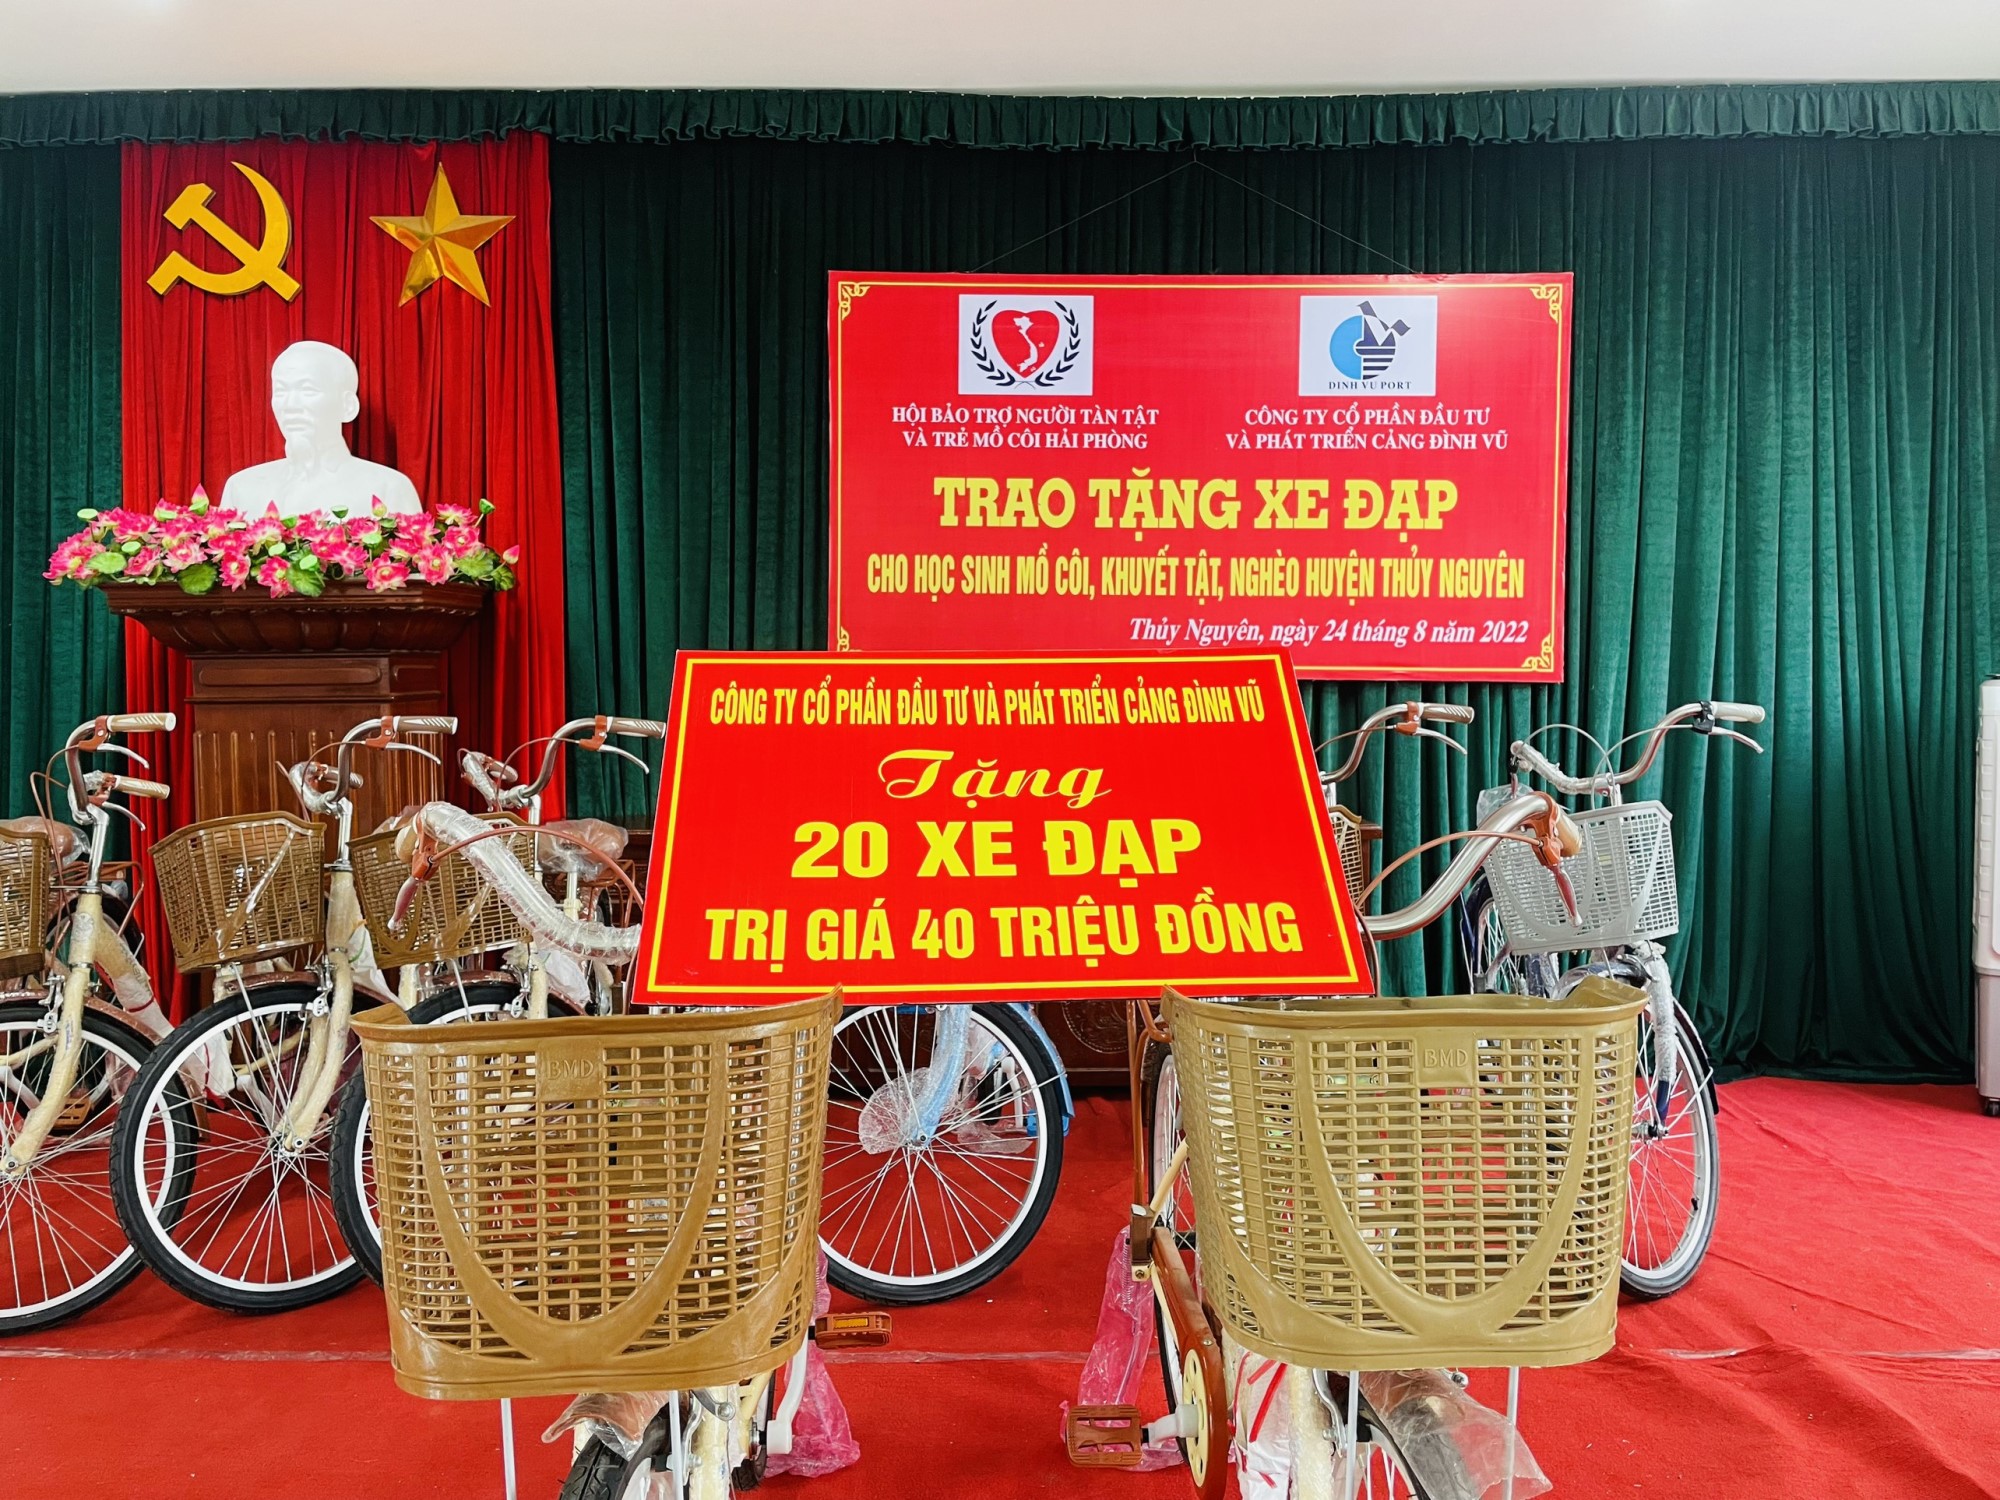 DINH VU PORT
HỘI BẢO TRỢ NGƯỜI TÀN TẬT
VÀ TRẺ MỒ CÔI HẢI PHÒNG
CÔNG TY CỔ PHẦN ĐẦU TƯ
VÀ PHÁT TRIỂN CẢNG ĐÌNH VŨ
TRAO TẶNG XE ĐẠP
CHO HỌC SINH MỒ CÔI, KHUYẾT TẬT, NGHÈO HUYỆN THỦY NGUYÊN
Thủy Nguyên, ngày 24 tháng 8 năm 2022
CÔNG TY CỔ PHẦN ĐẦU TƯ VÀ PHÁT TRIỂN CẢNG ĐÌNH VŨ
Tặng
20 XE ĐẠP
TRỊ GIÁ 40 TRIỆU ĐỒNG
BMD
BMD